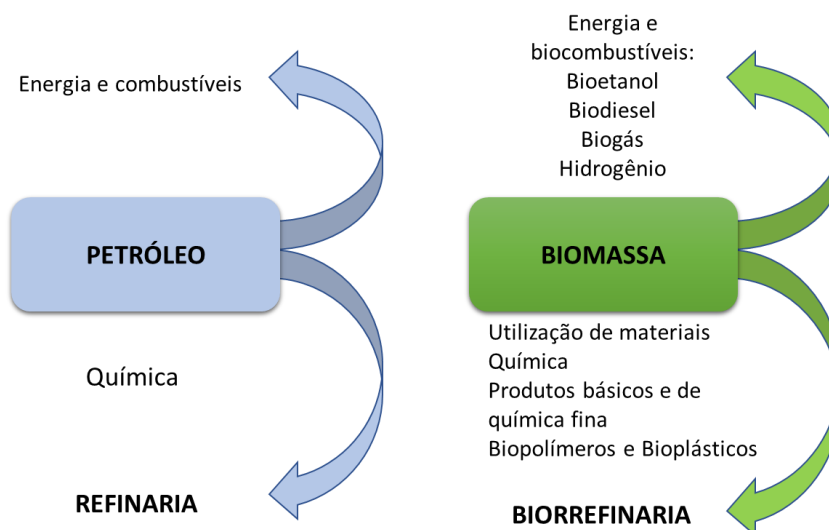 Energia e combustíveis
PETRÓLEO
Química
REFINARIA
Energia e
biocombustíveis:
Bioetanol
Biodiesel
Biogás
Hidrogênio
BIOMASSA
Utilização de materiais
Química
Produtos básicos e de
química fina
Biopolímeros e Bioplásticos
BIORREFINARIA